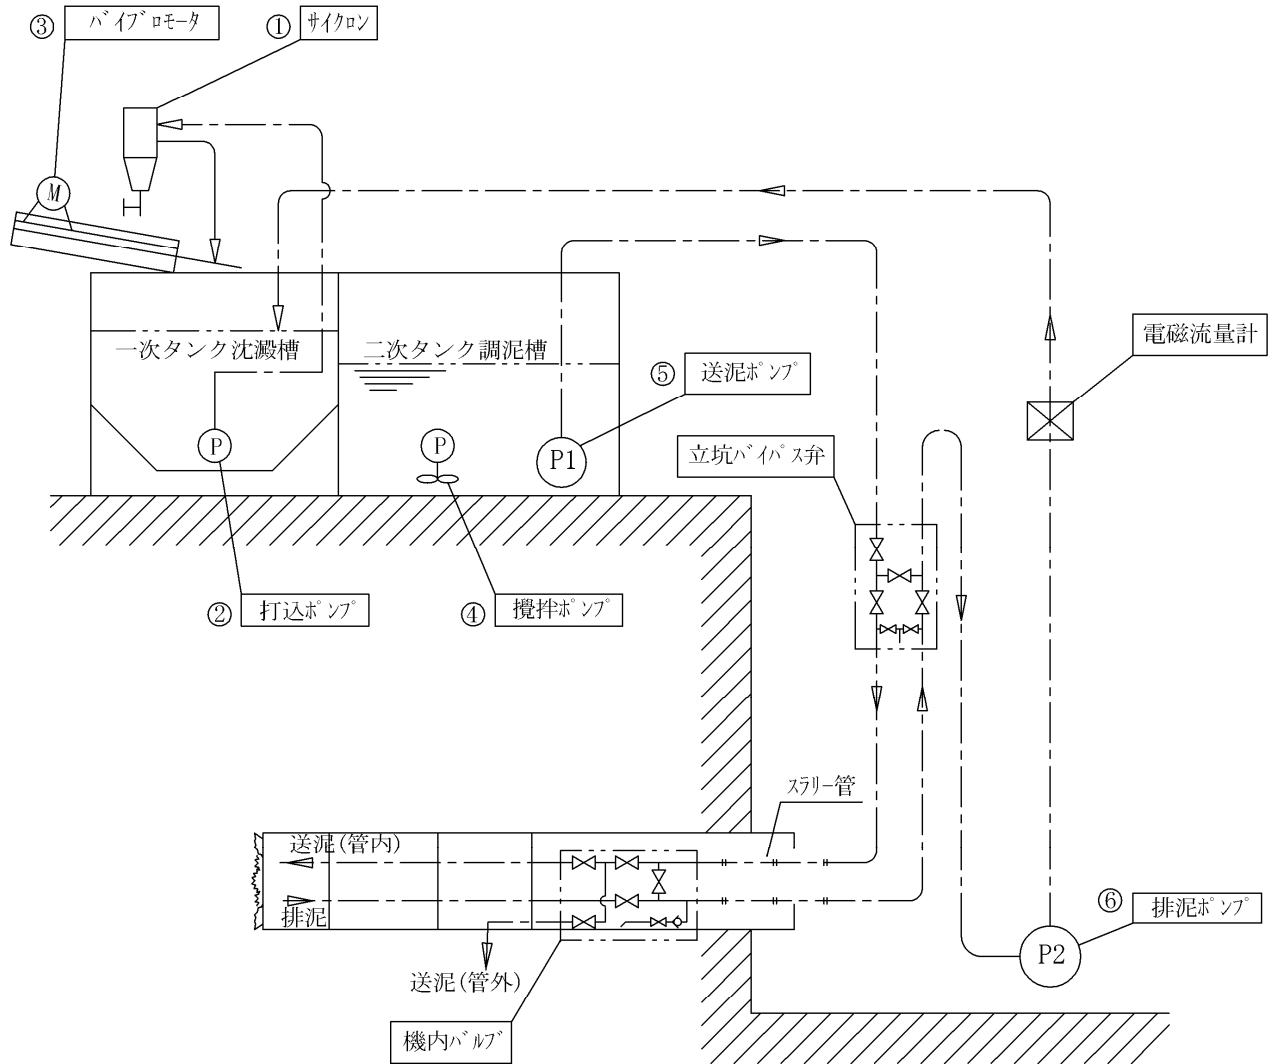 ③ バイブロモータ
① サイクロン
M
電磁流量計
一次タンク沈澱槽
二次タンク調泥槽
⑤ 送泥ポンプ
立坑バイパス弁
P
P
P1
② 打込ポンプ
④ 攪拌ポンプ
スラリー管
送泥(管内)
排泥
⑥ 排泥ポンプ
P2
送泥(管外)
機内バルブ